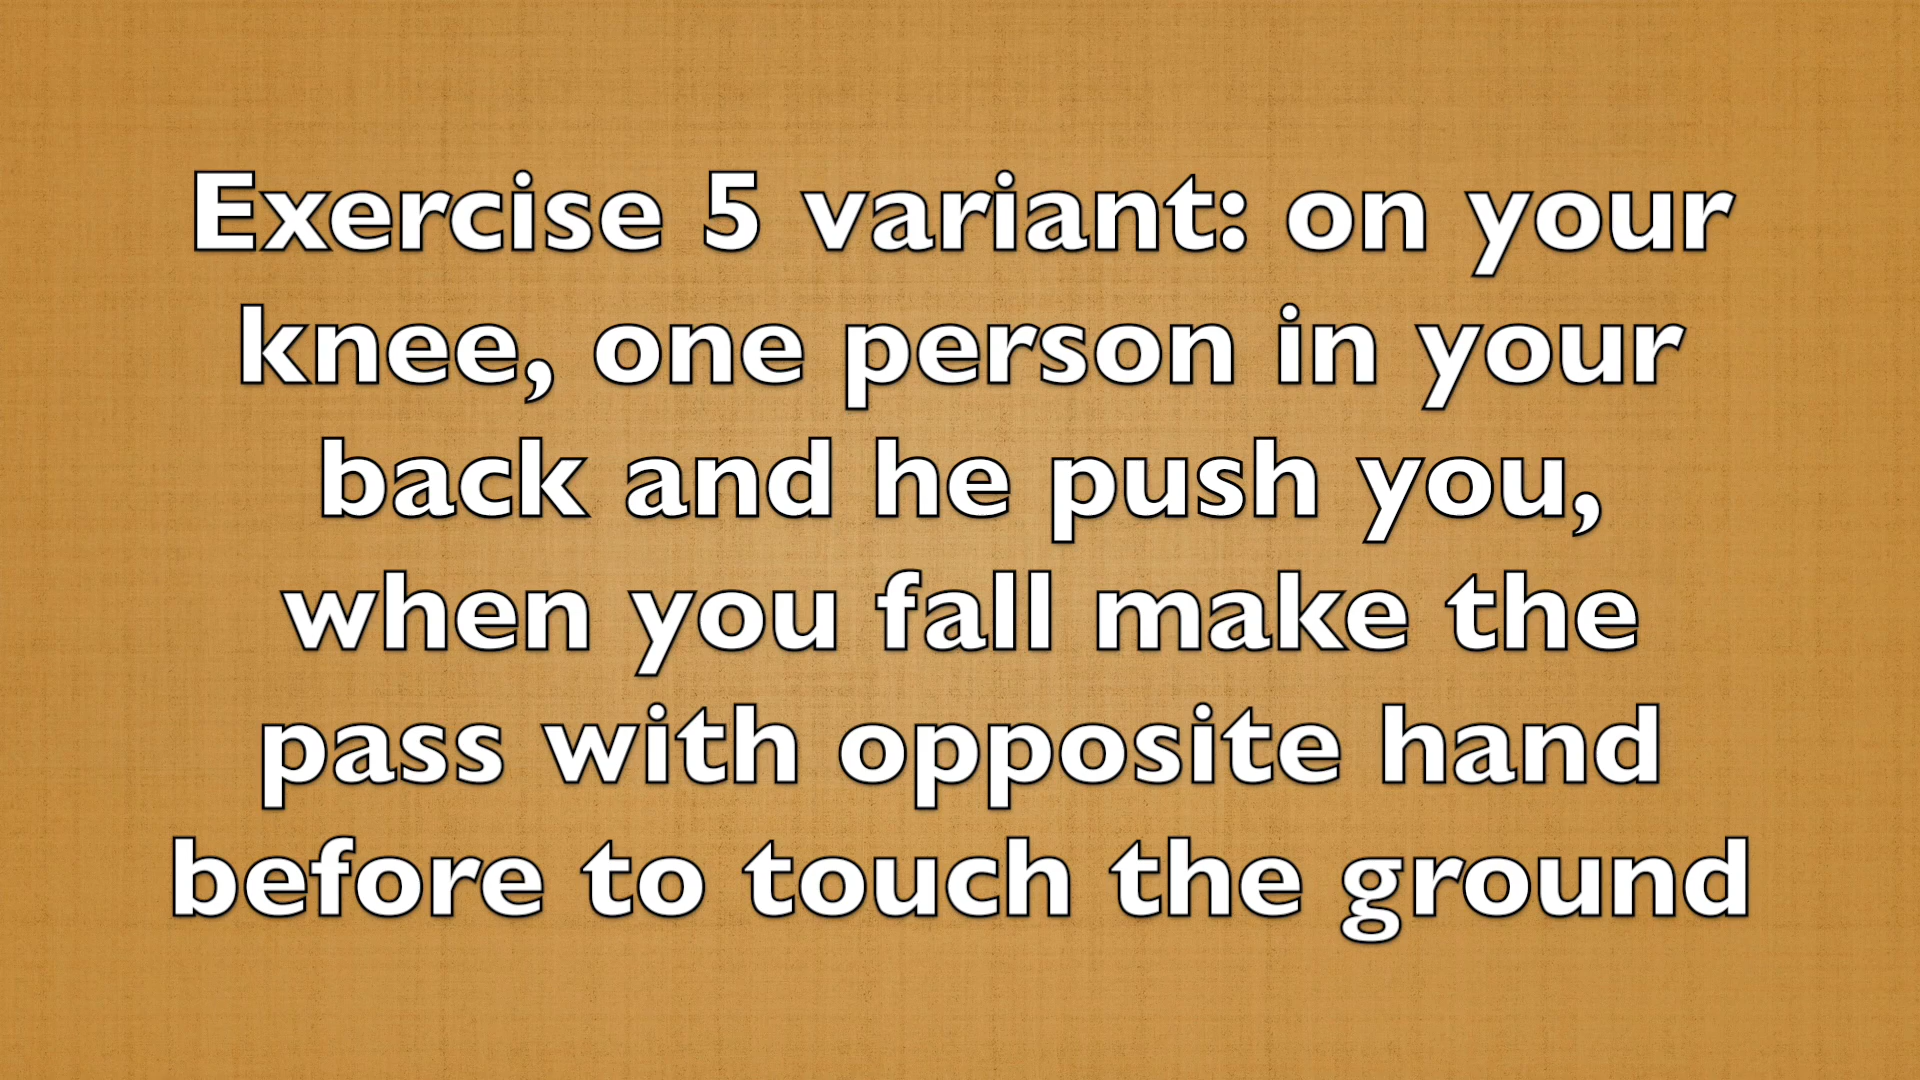 Exercise 5 variant: on your
knee, one person in your
back and he push you,
when you fall make the
pass with opposite hand
before to touch the ground